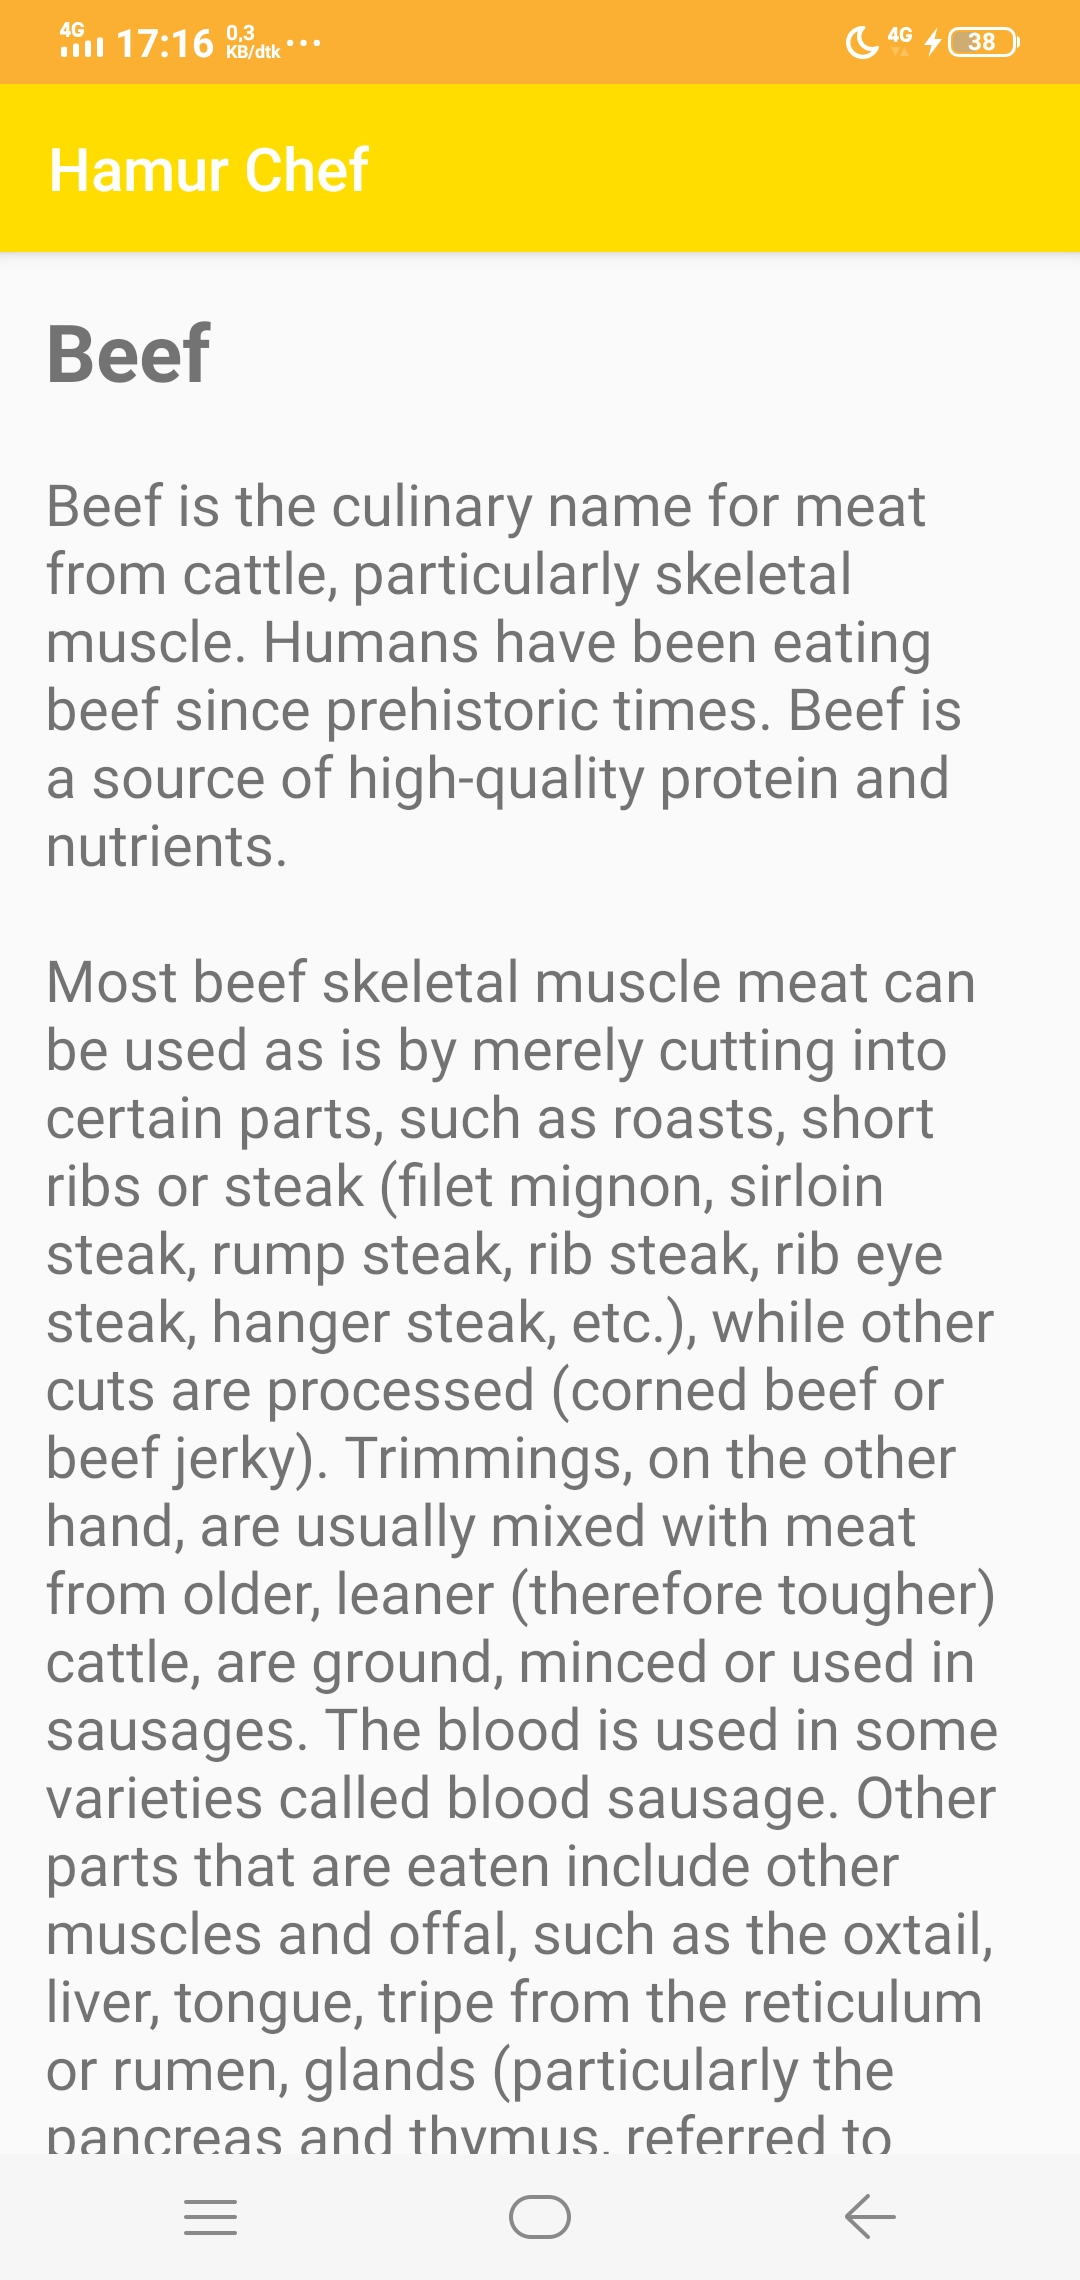 4G 17:16 0,3 KB/dtk ... 4G 38
Hamur Chef
Beef
Beef is the culinary name for meat
from cattle, particularly skeletal
muscle. Humans have been eating
beef since prehistoric times. Beef is
a source of high-quality protein and
nutrients.
Most beef skeletal muscle meat can
be used as is by merely cutting into
certain parts, such as roasts, short
ribs or steak (filet mignon, sirloin
steak, rump steak, rib steak, rib eye
steak, hanger steak, etc.), while other
cuts are processed (corned beef or
beef jerky). Trimmings, on the other
hand, are usually mixed with meat
from older, leaner (therefore tougher)
cattle, are ground, minced or used in
sausages. The blood is used in some
varieties called blood sausage. Other
parts that are eaten include other
muscles and offal, such as the oxtail,
liver, tongue, tripe from the reticulum
or rumen, glands (particularly the
pancreas and thymus, referred to